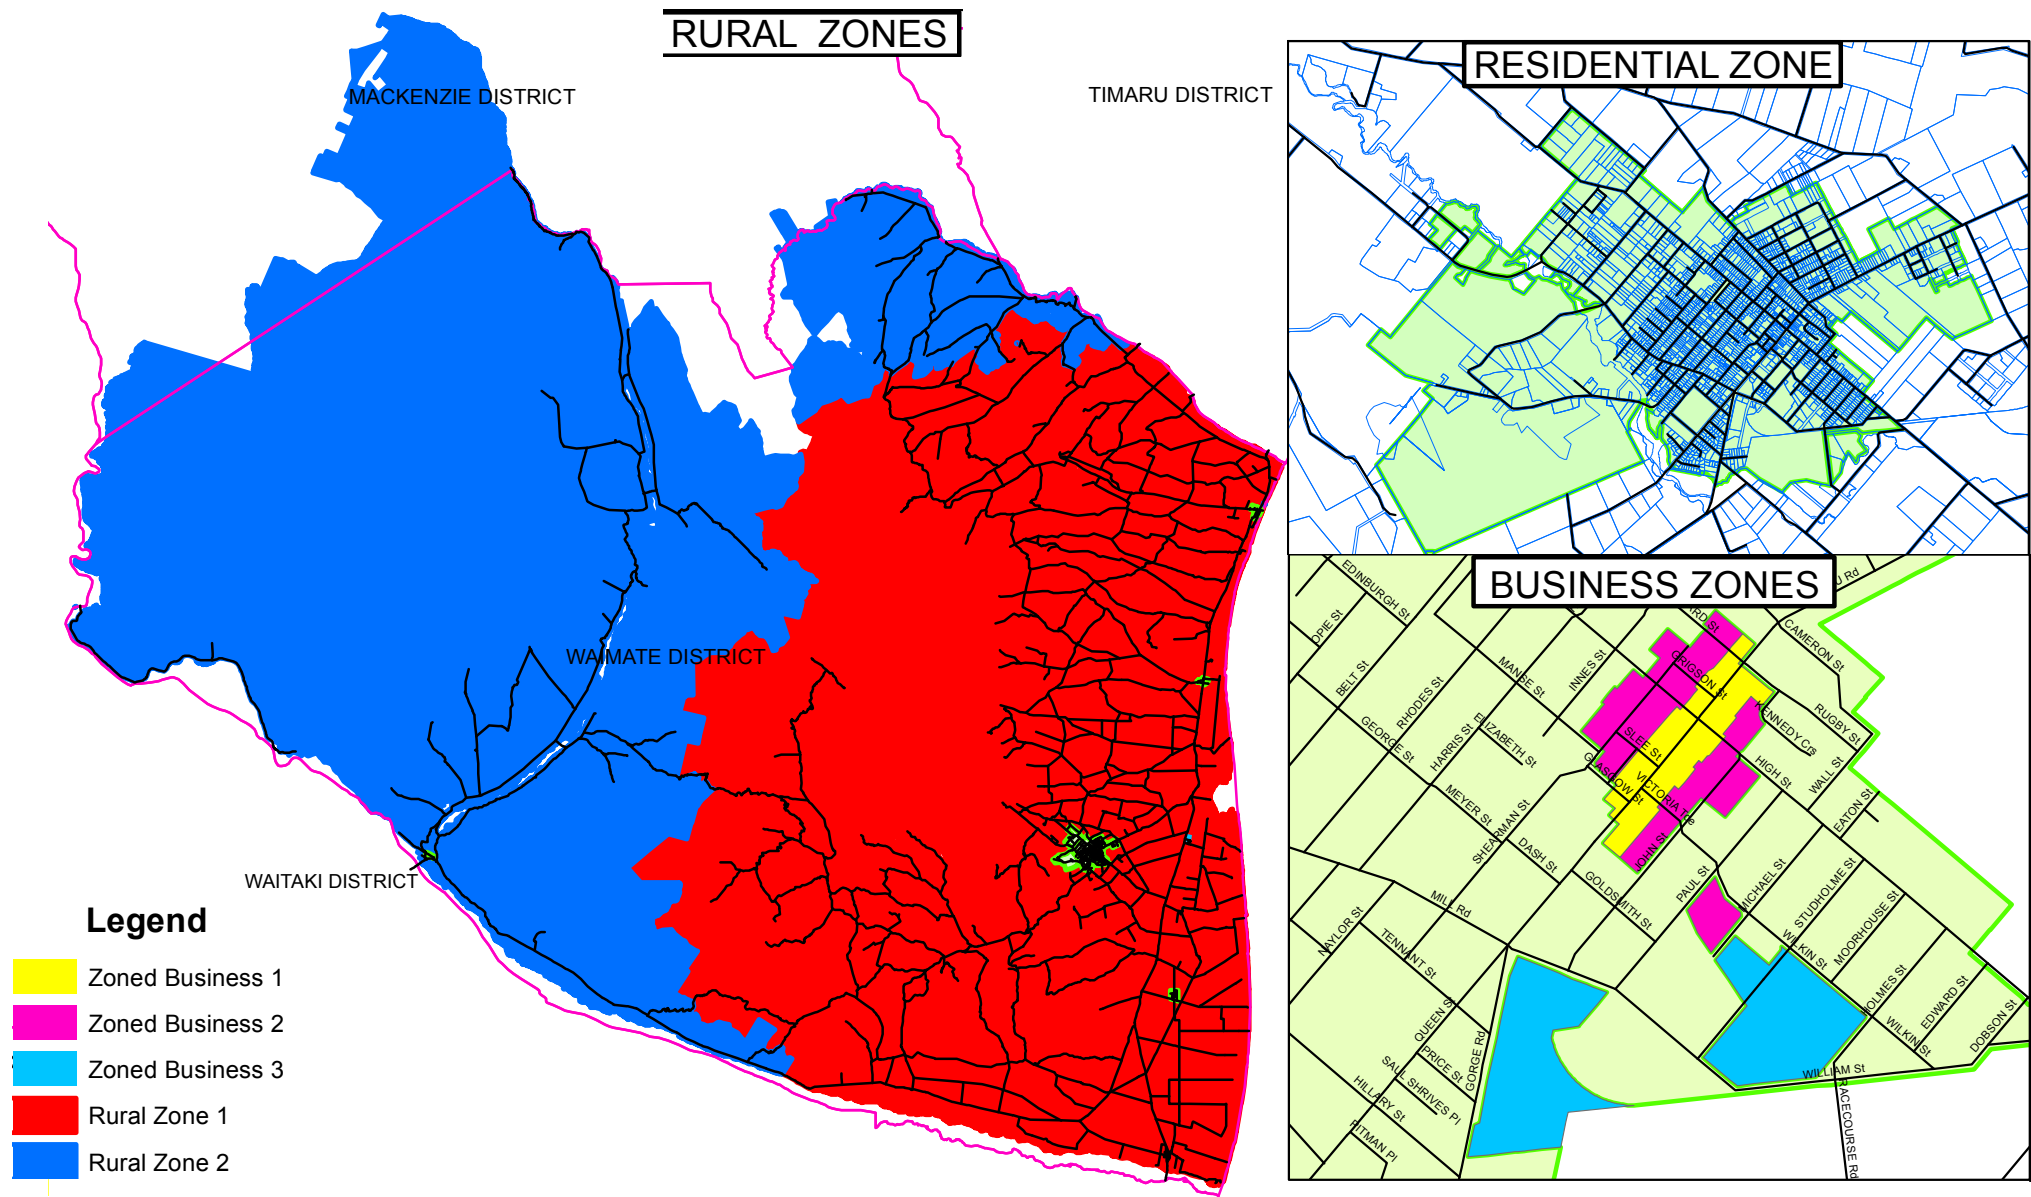 RURAL ZONES
MACKENZIE DISTRICT
TIMARU DISTRICT
WAIMATE DISTRICT
WAITAKI DISTRICT
Legend
Zoned Business 1
Zoned Business 2
Zoned Business 3
Rural Zone 1
Rural Zone 2
RESIDENTIAL ZONE
BUSINESS ZONES
EDINBURGH St
OPIE St
BELT St
RHODES St
GEORGE St
HARRIS St
ELIZABETH St
MANSE St
INNES St
GRIGSON St
CAMERON St
RUGBY St
KENNEDY Crs
WALL St
HIGH St
EATON St
SLEE St
GLASGOW St
VICTORIA Tce
JOHN St
MEYER St
SHEARMAN St
DASH St
GOLDSMITH St
PAUL St
MICHAEL St
STUDHOLME St
MOORHOUSE St
WILKIN St
HOLMES St
EDWARD St
WILKIN St
DOBSON St
MILL Rd
NAYLOR St
TENNANT St
QUEEN St
GORGE Rd
PRICE St
SAUL SHRIVES Pl
HILLARY St
PITMAN Pl
WILLIAM St
RACECOURSE Rd